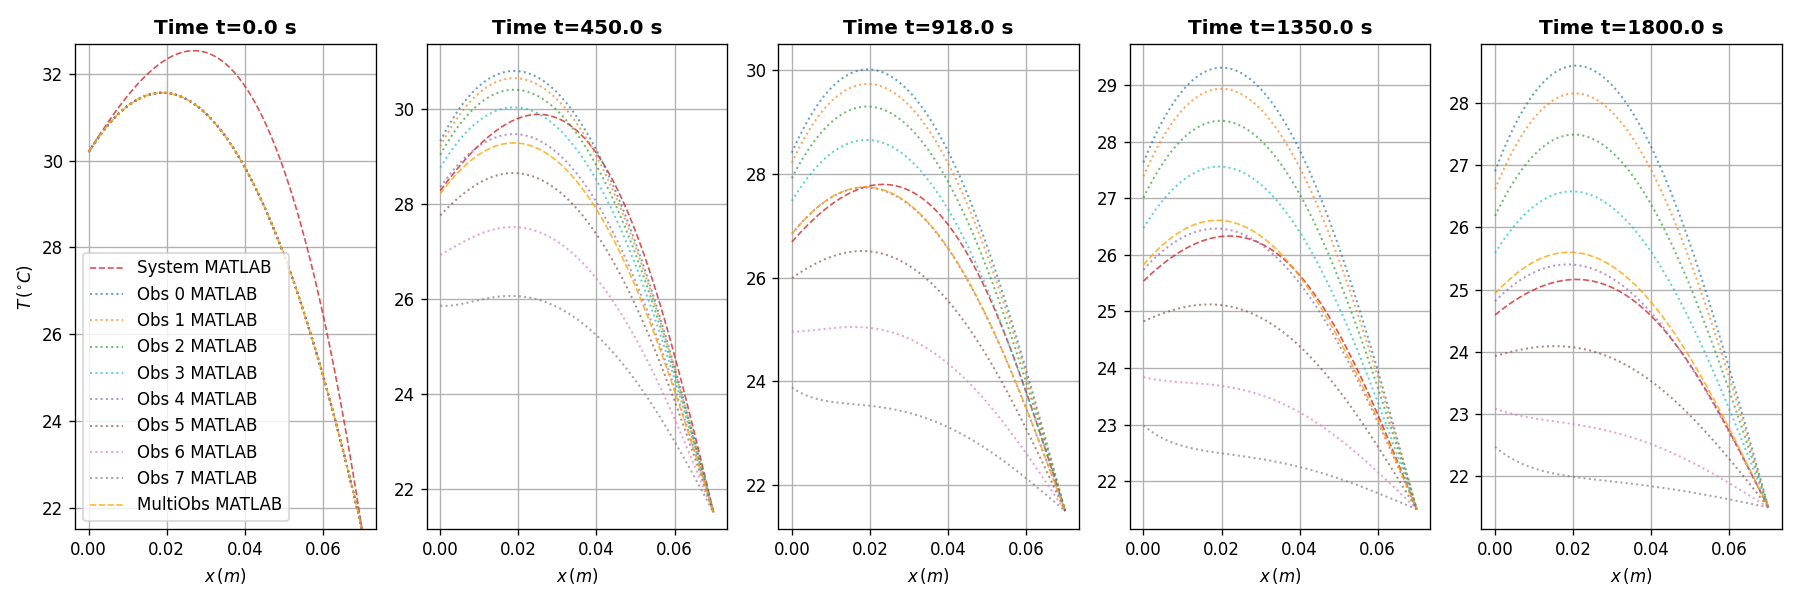 Time t=0.0 s
Time t=450.0 s
Time t=918.0 s
Time t=1350.0 s
Time t=1800.0 s
T (°C)
32
30
28
26
24
22
System MATLAB
Obs 0 MATLAB
Obs 1 MATLAB
Obs 2 MATLAB
Obs 3 MATLAB
Obs 4 MATLAB
Obs 5 MATLAB
Obs 6 MATLAB
Obs 7 MATLAB
MultiObs MATLAB
0.00 0.02 0.04 0.06
x (m)
30
28
26
24
22
0.00 0.02 0.04 0.06
x (m)
30
28
26
24
22
0.00 0.02 0.04 0.06
x (m)
29
28
27
26
25
24
23
22
0.00 0.02 0.04 0.06
x (m)
28
27
26
25
24
23
22
0.00 0.02 0.04 0.06
x (m)